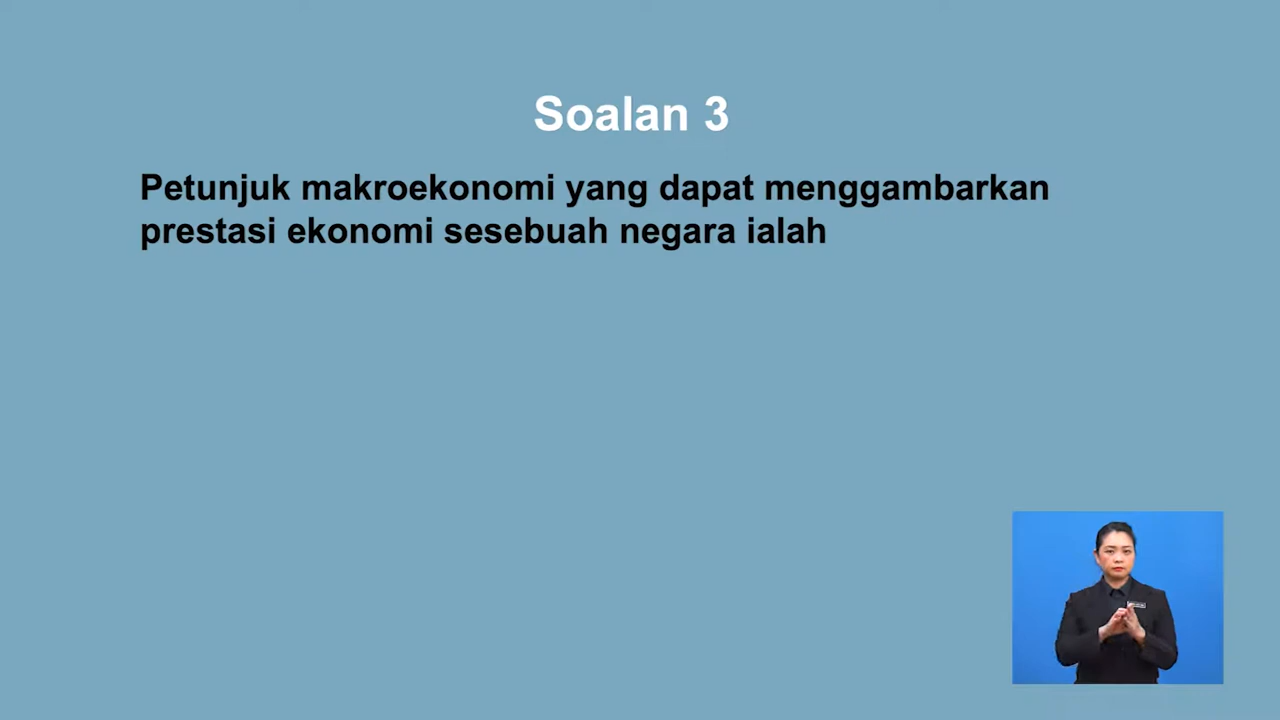 Soalan 3
Petunjuk makroekonomi yang dapat menggambarkan
prestasi ekonomi sesebuah negara ialah